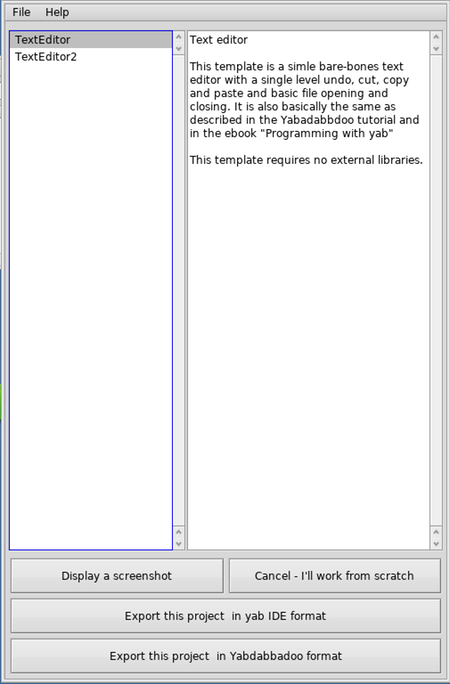 File Help
TextEditor
TextEditor2
Text editor
This template is a simle bare-bones text
editor with a single level undo, cut, copy
and paste and basic file opening and
closing. It is also basically the same as
described in the Yabadabbdoo tutorial and
in the ebook "Programming with yab"
This template requires no external libraries.
Display a screenshot
Cancel - I'll work from scratch
Export this project  in yab IDE format
Export this project  in Yabdabbadoo format